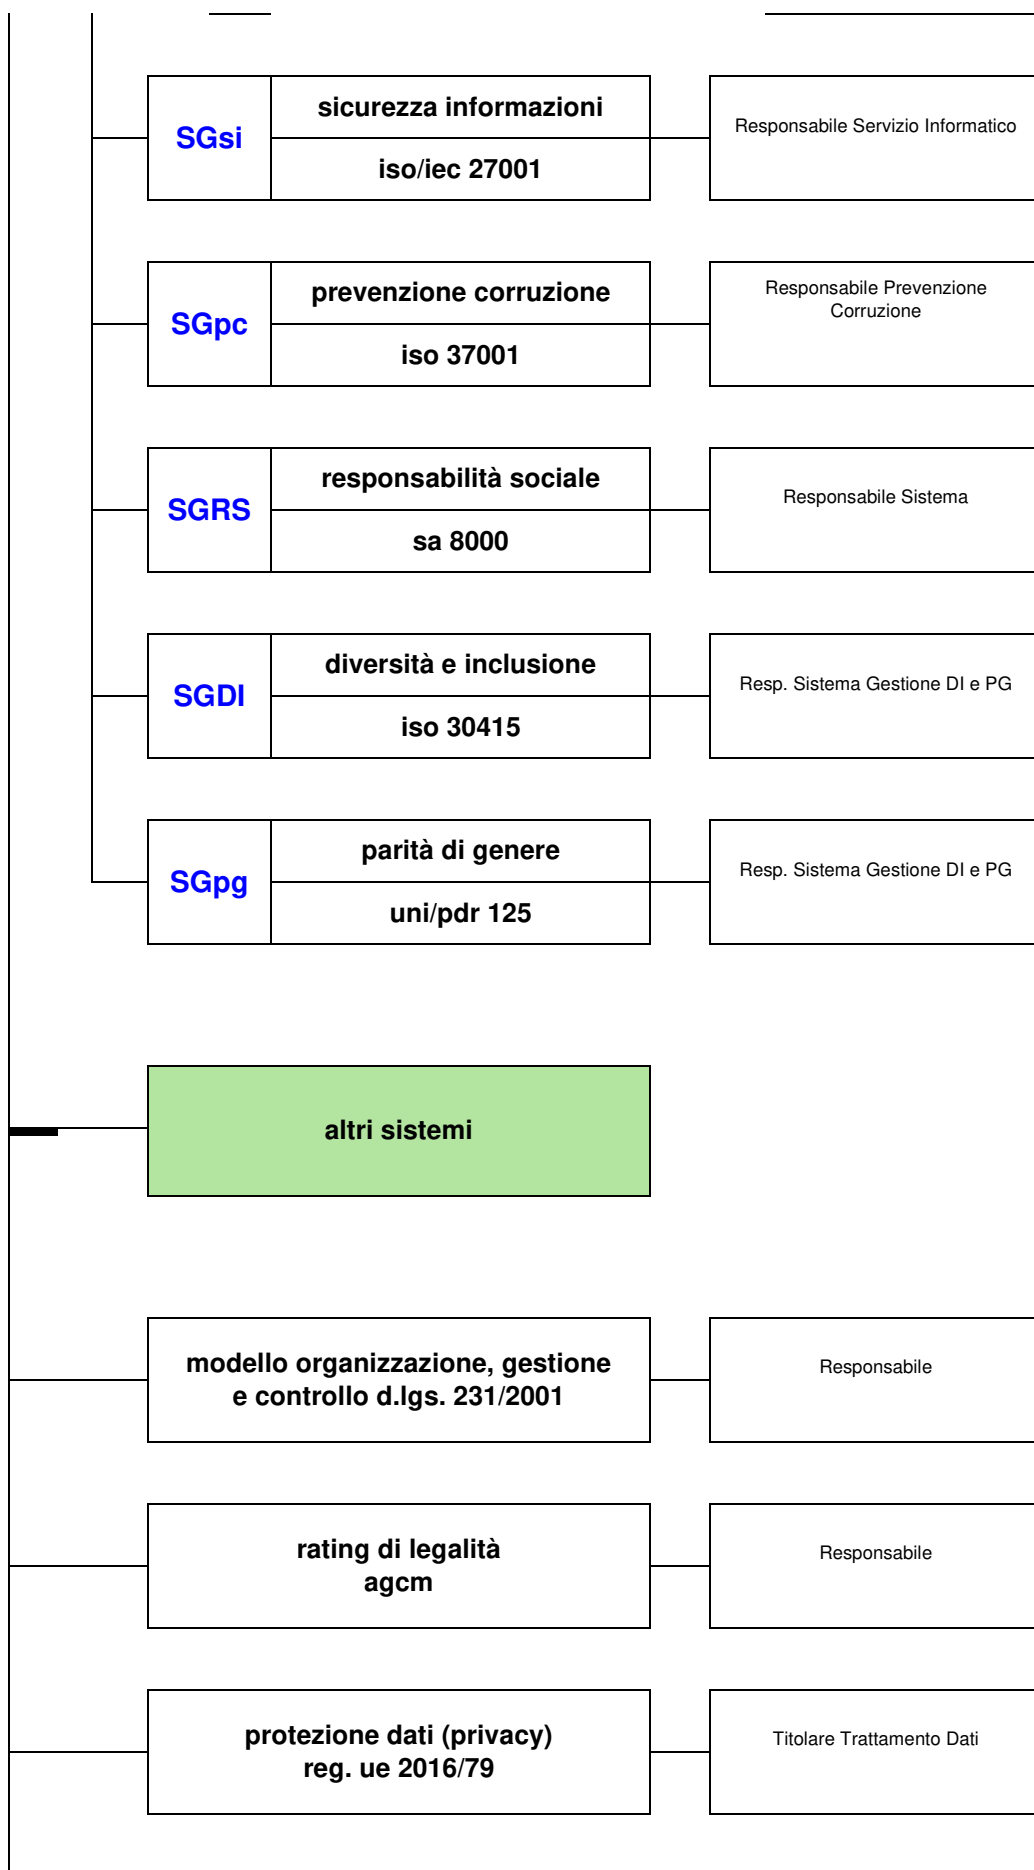 SGsi
sicurezza informazioni
iso/iec 27001
Responsabile Servizio Informatico
SGpc
prevenzione corruzione
iso 37001
Responsabile Prevenzione
Corruzione
SGRS
responsabilità sociale
sa 8000
Responsabile Sistema
SGDI
diversità e inclusione
iso 30415
Resp. Sistema Gestione DI e PG
SGpg
parità di genere
uni/pdr 125
Resp. Sistema Gestione DI e PG
altri sistemi
modello organizzazione, gestione
e controllo d.lgs. 231/2001
Responsabile
rating di legalità
agcm
Responsabile
protezione dati (privacy)
reg. ue 2016/79
Titolare Trattamento Dati